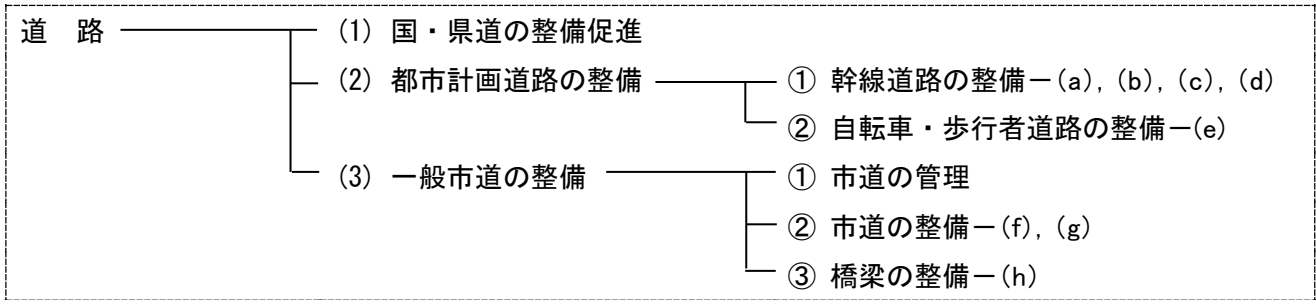 道　路
(1) 国・県道の整備促進
(2) 都市計画道路の整備
① 幹線道路の整備－(a), (b), (c), (d)
② 自転車・歩行者道路の整備－(e)
(3) 一般市道の整備
① 市道の管理
② 市道の整備－(f), (g)
③ 橋梁の整備－(h)